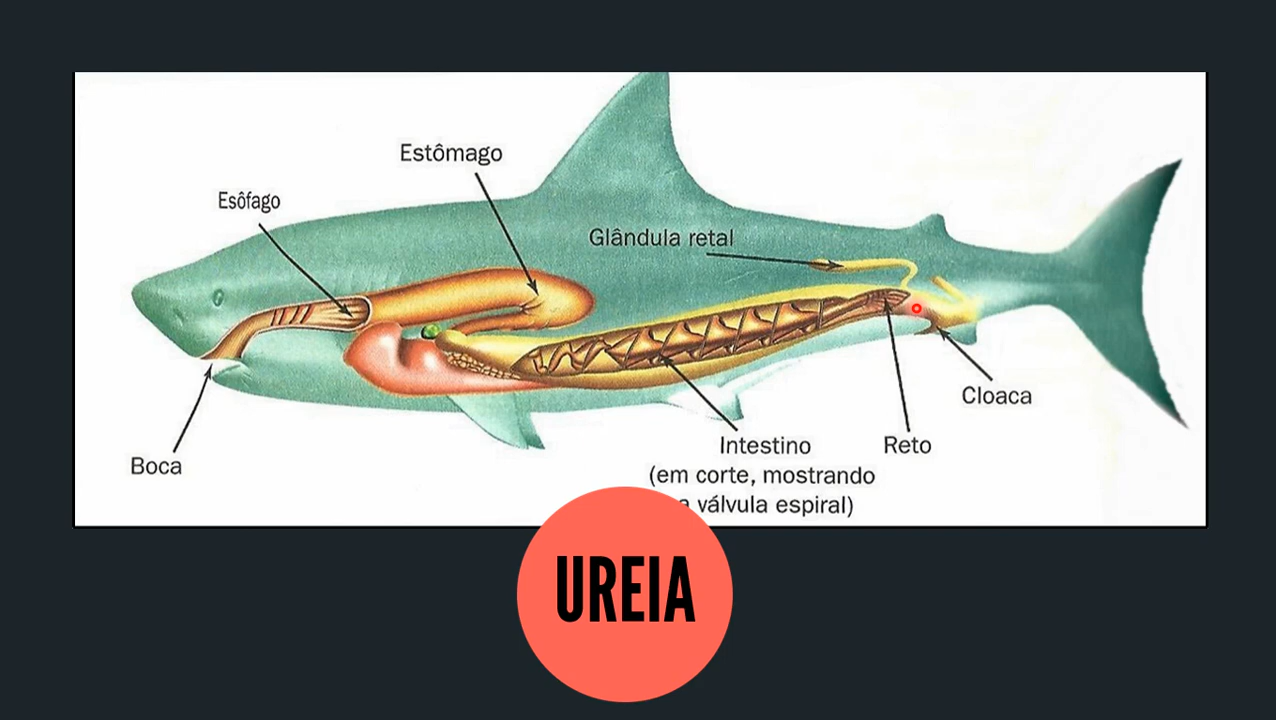 Estômago
Esôfago
Glândula retal
Cloaca
Intestino
Reto
Boca
(em corte, mostrando
a válvula espiral)
UREIA